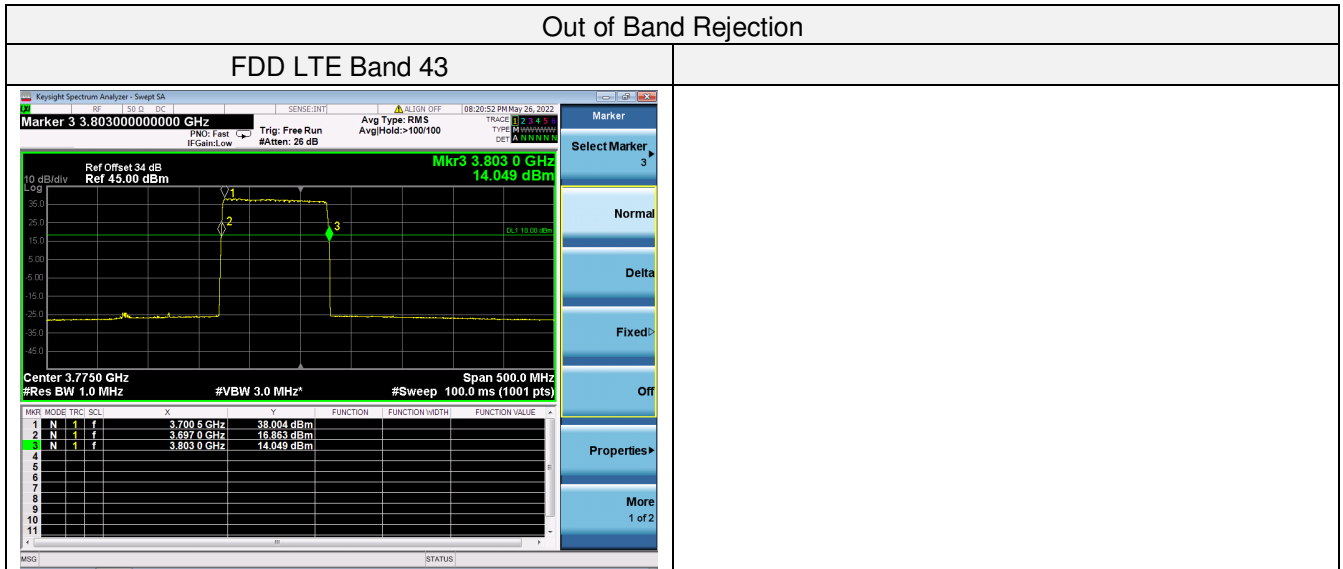 Out of Band Rejection
FDD LTE Band 43
Keysight Spectrum Analyzer - Swept SA
RF 50 Ω DC SENSE:INT ALIGN OFF 08:20:52 PM May 26, 2022
Marker 3 3.803000000000 GHz
PNO: Fast
IFGain:Low
Trig: Free Run
#Atten: 26 dB
Avg Type: RMS
Avg|Hold:>100/100
TRACE 1 2 3 4 5 6
TYPE M WWWWW
DET A N N N N N
Marker
Select Marker
3
Normal
Delta
Fixed
Off
Properties
More
1 of 2
Ref Offset 34 dB
10 dB/div Ref 45.00 dBm
Log
Mkr3 3.803 0 GHz
14.049 dBm
35.0
25.0
15.0
5.00
-5.00
-15.0
-25.0
-35.0
-45.0
1
2
3
DL1 18.00 dBm
Center 3.7750 GHz Span 500.0 MHz
#Res BW 1.0 MHz #VBW 3.0 MHz* #Sweep 100.0 ms (1001 pts)
MKR MODE TRC SCL X Y FUNCTION FUNCTION WIDTH FUNCTION VALUE
1 N 1 f 3.700 5 GHz 38.004 dBm
2 N 1 f 3.697 0 GHz 16.863 dBm
3 N 1 f 3.803 0 GHz 14.049 dBm
4
5
6
7
8
9
10
11
MSG STATUS